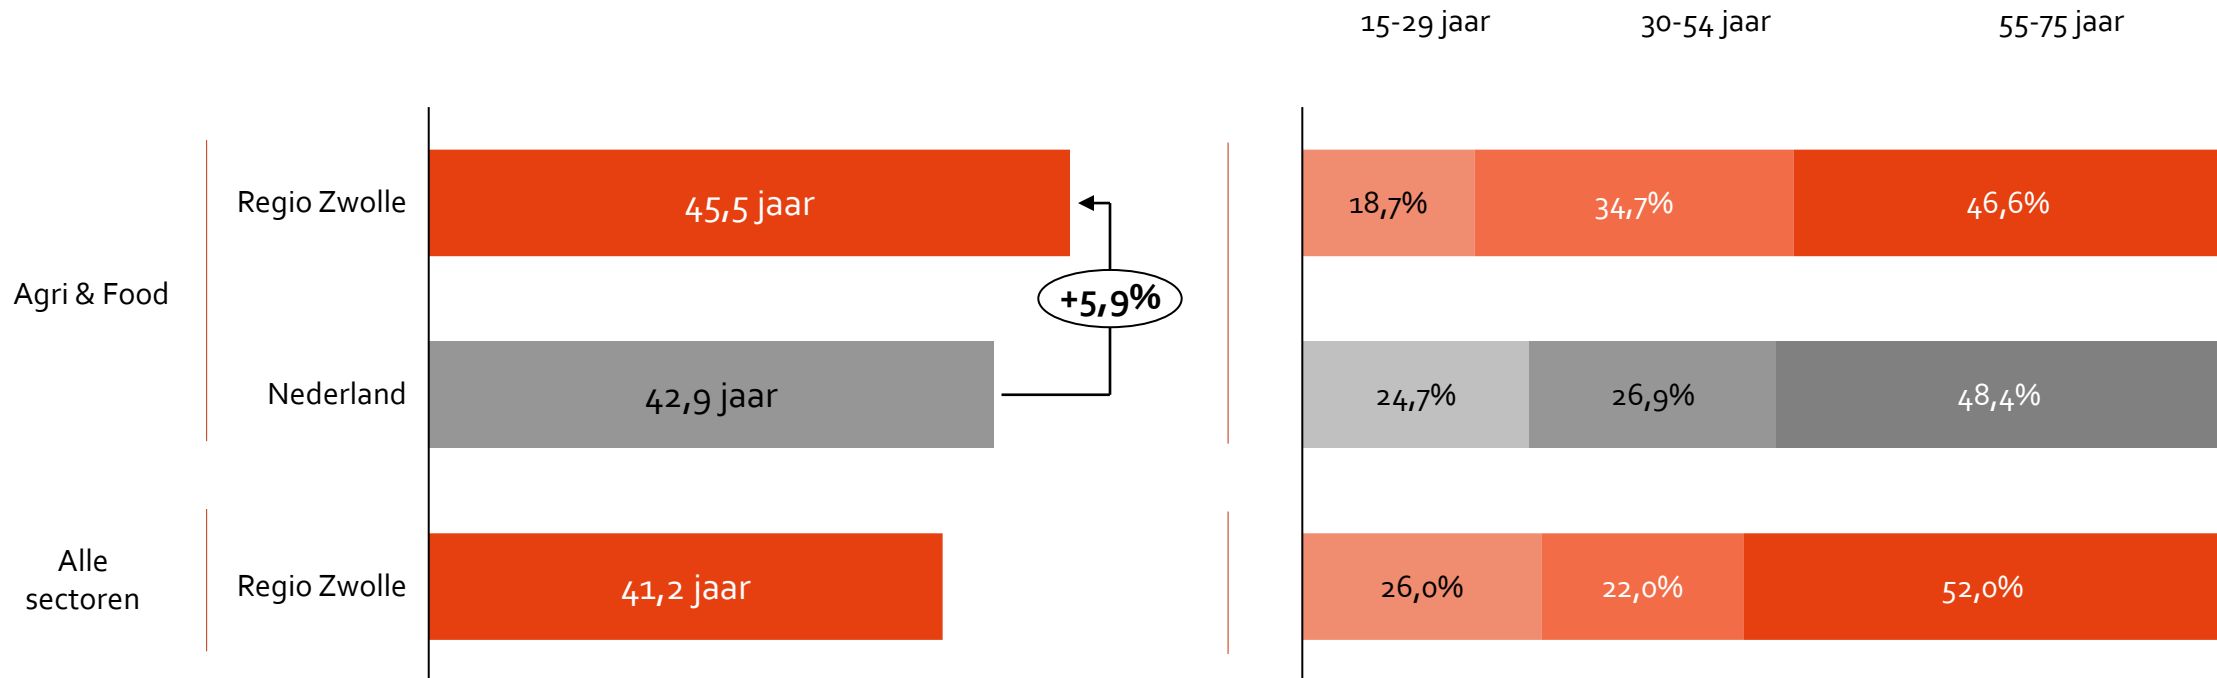 15-29 jaar 30-54 jaar 55-75 jaar
Regio Zwolle 45,5 jaar 18,7% 34,7% 46,6%
Agri & Food +5,9%
Nederland 42,9 jaar 24,7% 26,9% 48,4%
Alle
sectoren
Regio Zwolle 41,2 jaar 26,0% 22,0% 52,0%